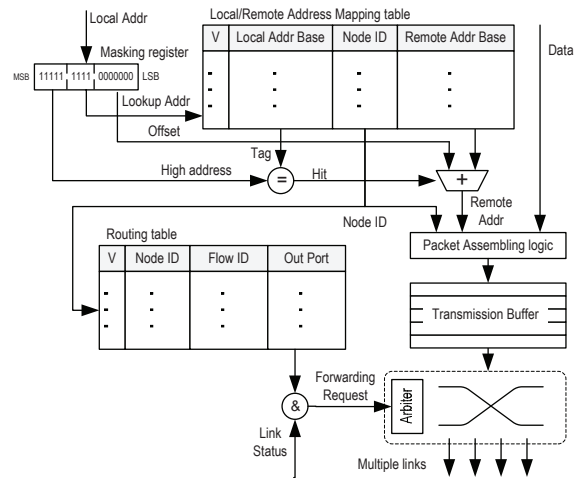 Local/Remote Address Mapping table
Local Addr
V Local Addr Base Node ID Remote Addr Base
Data
Masking register
MSB 11111 1111 0000000 LSB
Lookup Addr
Offset
Tag
High address
=
Hit
+
Remote
Addr
Node ID
Routing table
Packet Assembling logic
V Node ID Flow ID Out Port
Transmission Buffer
Forwarding
Request
&
Arbiter
Link
Status
Multiple links